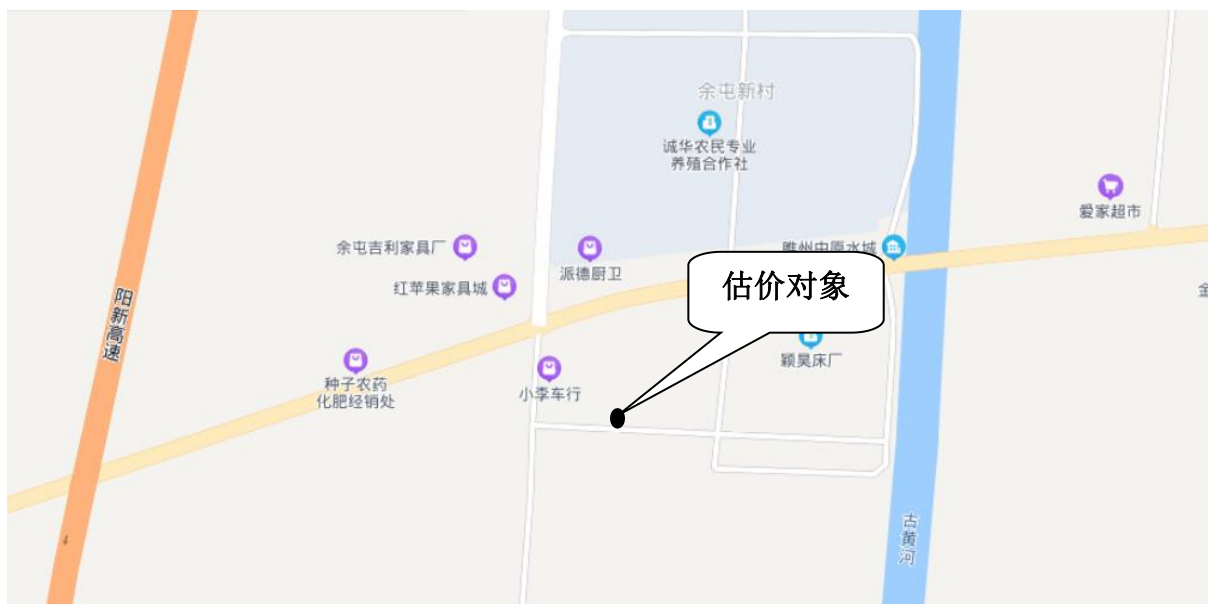 余屯新村
诚华农民专业
养殖合作社
爱家超市
余屯吉利家具厂
睢州中原水城
派德厨卫
红苹果家具城
估价对象
阳新高速
颖昊床厂
种子农药
化肥经销处
小李车行
古黄河